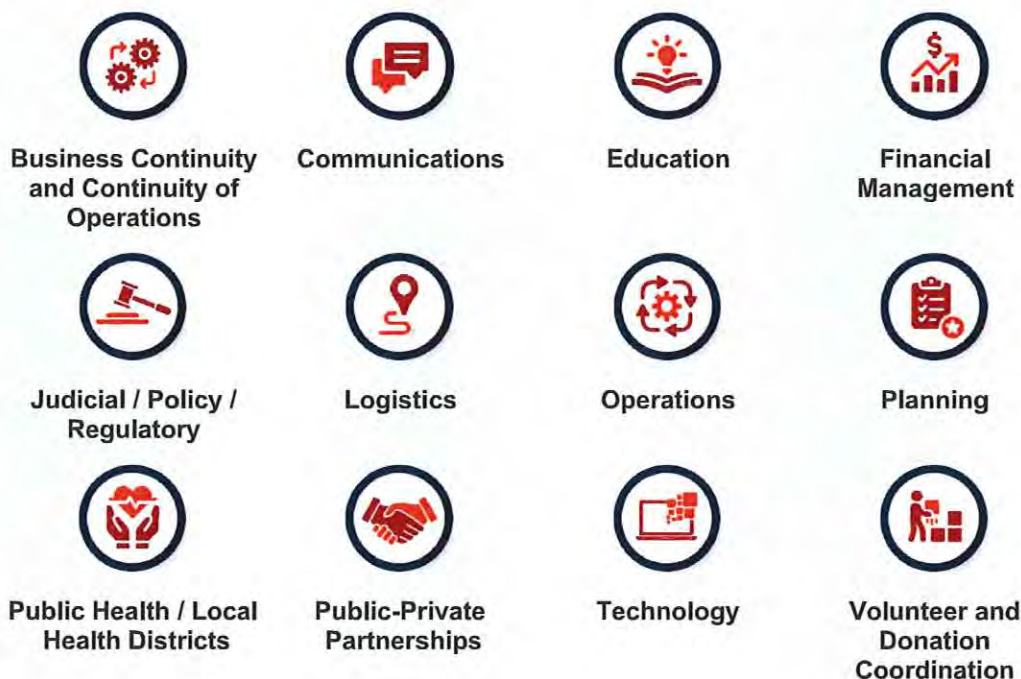 Business Continuity
and Continuity of
Operations
Communications
Education
Financial
Management
Judicial / Policy /
Regulatory
Logistics
Operations
Planning
Public Health / Local
Health Districts
Public-Private
Partnerships
Technology
Volunteer and
Donation
Coordination